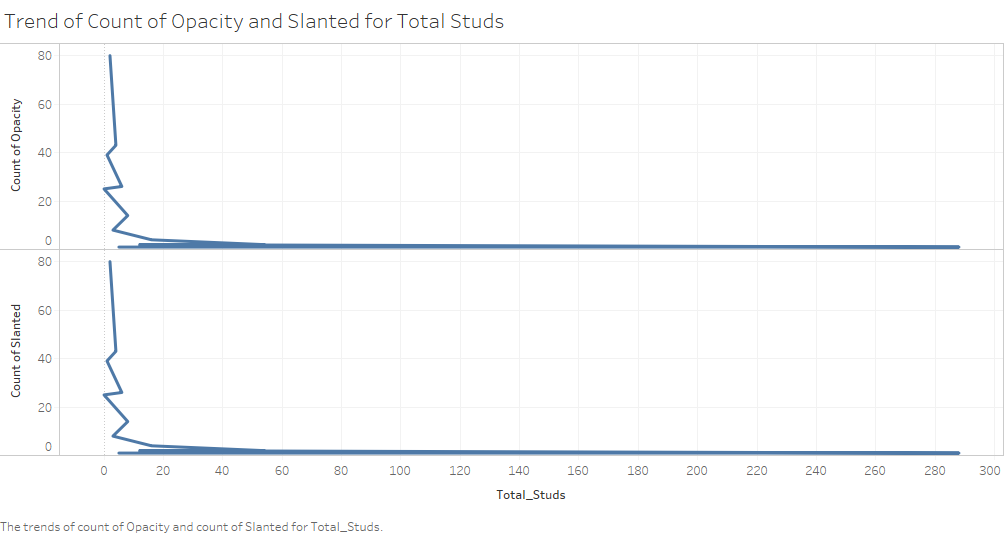 Trend of Count of Opacity and Slanted for Total Studs
80
60
40
20
0
Count of Opacity
80
60
40
20
0
Count of Slanted
0 20 40 60 80 100 120 140 160 180 200 220 240 260 280 300
Total_Studs
The trends of count of Opacity and count of Slanted for Total_Studs.